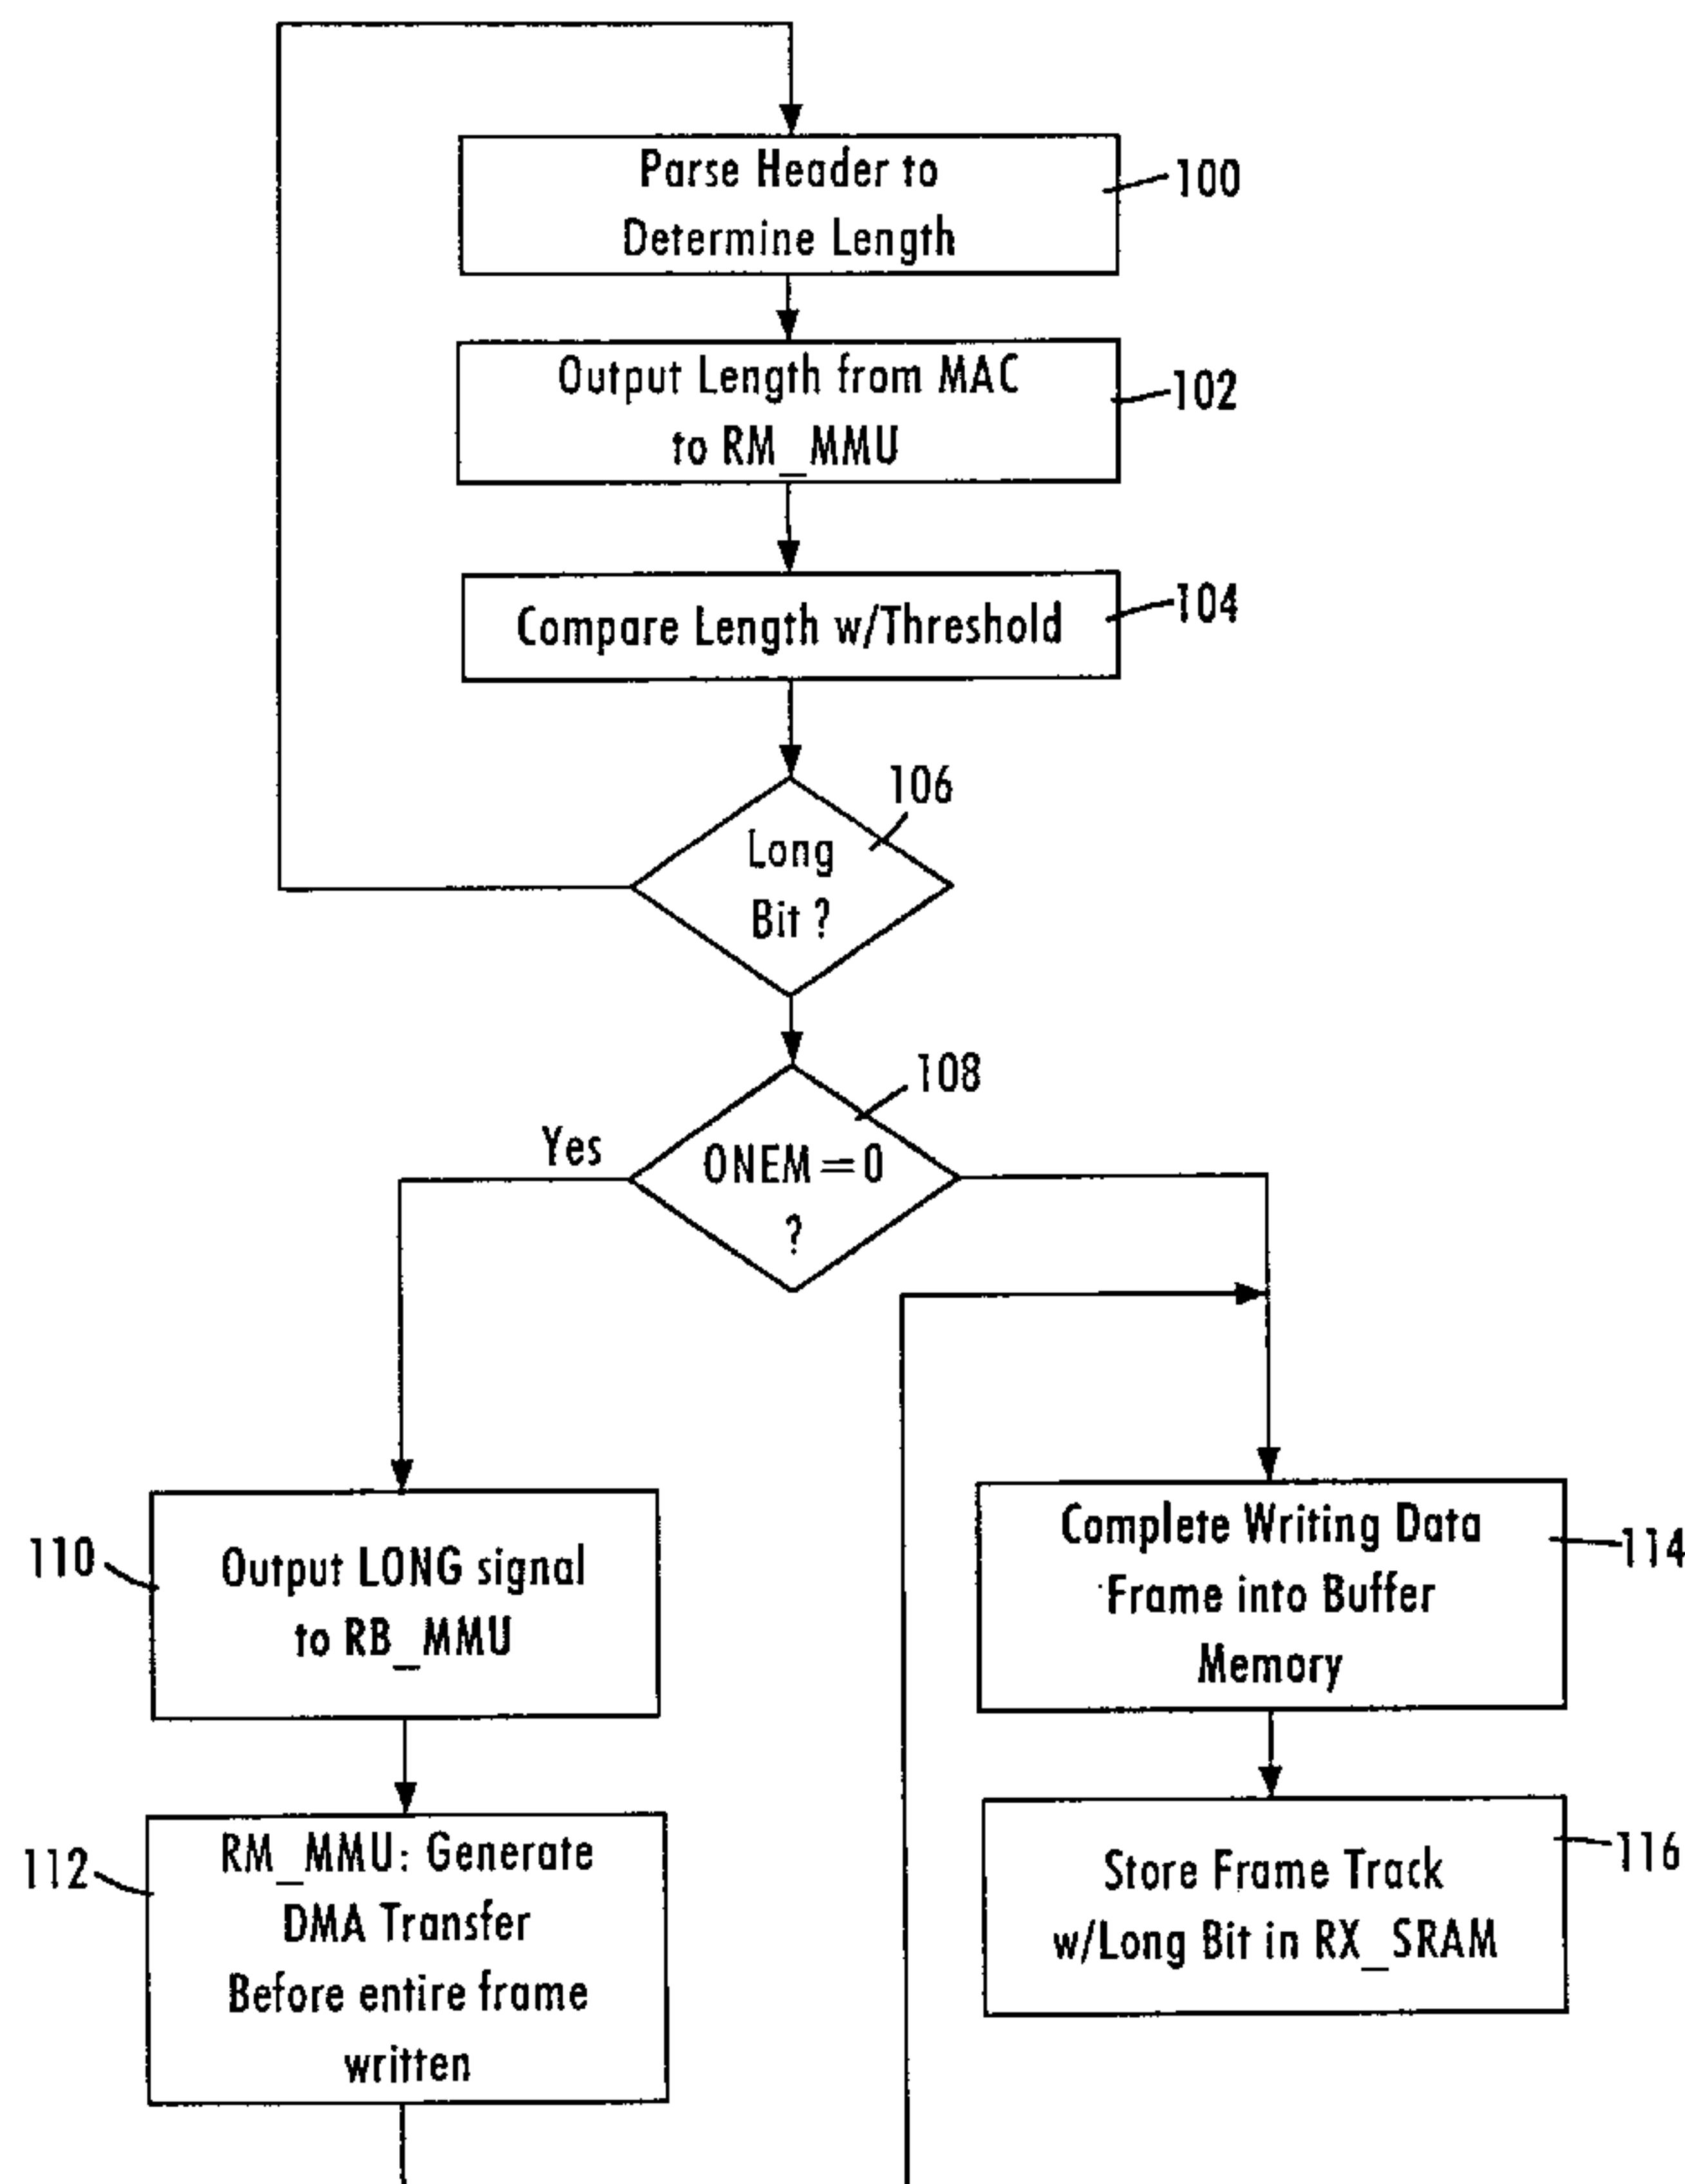 Parse Header to
Determine Length
100
Output Length from MAC
to RM_MMU
102
Compare Length w/Threshold
104
106
Long
Bit ?
108
Yes
ONEM=0
?
110
Output LONG signal
to RB_MMU
Complete Writing Data
Frame into Buffer
Memory
114
112
RM_MMU: Generate
DMA Transfer
Before entire frame
written
Store Frame Track
w/Long Bit in RX_SRAM
116